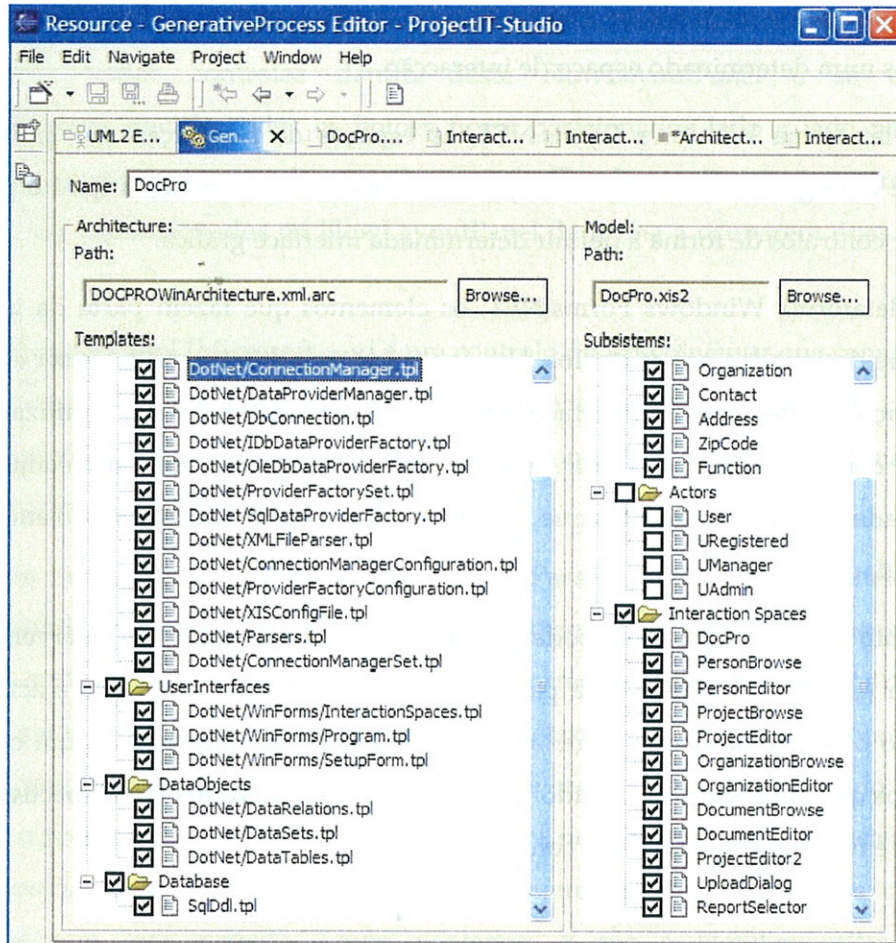 Resource - GenerativeProcess Editor - ProjectIT-Studio
File Edit Navigate Project Window Help
UML2 E... Gen... X DocPro.... Interact... Interact... *Architect... Interact...
Name: DocPro
Architecture:
Path:
DOCPROWinArchitecture.xml.arc Browse...
Templates:
DotNet/ConnectionManager.tpl
DotNet/DataProviderManager.tpl
DotNet/DbConnection.tpl
DotNet/IDbDataProviderFactory.tpl
DotNet/OleDbDataProviderFactory.tpl
DotNet/ProviderFactorySet.tpl
DotNet/SqlDataProviderFactory.tpl
DotNet/XMLFileParser.tpl
DotNet/ConnectionManagerConfiguration.tpl
DotNet/ProviderFactoryConfiguration.tpl
DotNet/XISConfigFile.tpl
DotNet/Parsers.tpl
DotNet/ConnectionManagerSet.tpl
UserInterfaces
DotNet/WinForms/InteractionSpaces.tpl
DotNet/WinForms/Program.tpl
DotNet/WinForms/SetupForm.tpl
DataObjects
DotNet/DataRelations.tpl
DotNet/DataSets.tpl
DotNet/DataTables.tpl
Database
SqlDdl.tpl
Model:
Path:
DocPro.xis2 Browse...
Subsistems:
Organization
Contact
Address
ZipCode
Function
Actors
User
URegistered
UManager
UAdmin
Interaction Spaces
DocPro
PersonBrowse
PersonEditor
ProjectBrowse
ProjectEditor
OrganizationBrowse
OrganizationEditor
DocumentBrowse
DocumentEditor
ProjectEditor2
UploadDialog
ReportSelector